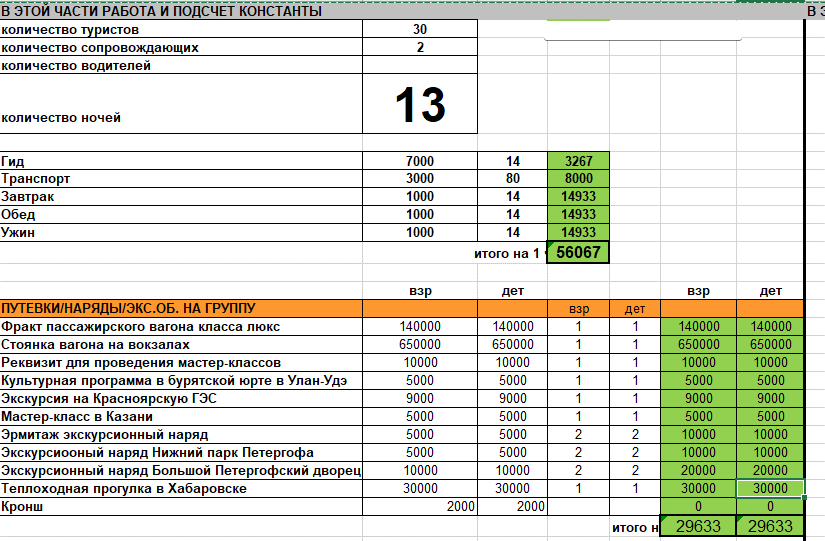 В ЭТОЙ ЧАСТИ РАБОТА И ПОДСЧЕТ КОНСТАНТЫ В Э
количество туристов 30
количество сопровождающих 2
количество водителей
количество ночей 13
Гид 7000 14 3267
Транспорт 3000 80 8000
Завтрак 1000 14 14933
Обед 1000 14 14933
Ужин 1000 14 14933
итого на 1 56067
взр дет взр дет
ПУТЕВКИ/НАРЯДЫ/ЭКС.ОБ. НА ГРУППУ взр дет
Фракт пассажирского вагона класса люкс 140000 140000 1 1 140000 140000
Стоянка вагона на вокзалах 650000 650000 1 1 650000 650000
Реквизит для проведения мастер-классов 10000 10000 1 1 10000 10000
Культурная программа в бурятской юрте в Улан-Удэ 5000 5000 1 1 5000 5000
Экскурсия на Красноярскую ГЭС 9000 9000 1 1 9000 9000
Мастер-класс в Казани 5000 5000 1 1 5000 5000
Эрмитаж экскурсионный наряд 5000 5000 2 2 10000 10000
Экскурсиооный наряд Нижний парк Петергофа 5000 5000 2 2 10000 10000
Экскурсионный наряд Большой Петергофский дворец 10000 10000 2 2 20000 20000
Теплоходная прогулка в Хабаровске 30000 30000 1 1 30000 30000
Кронш 2000 2000 0 0
итого н 29633 29633